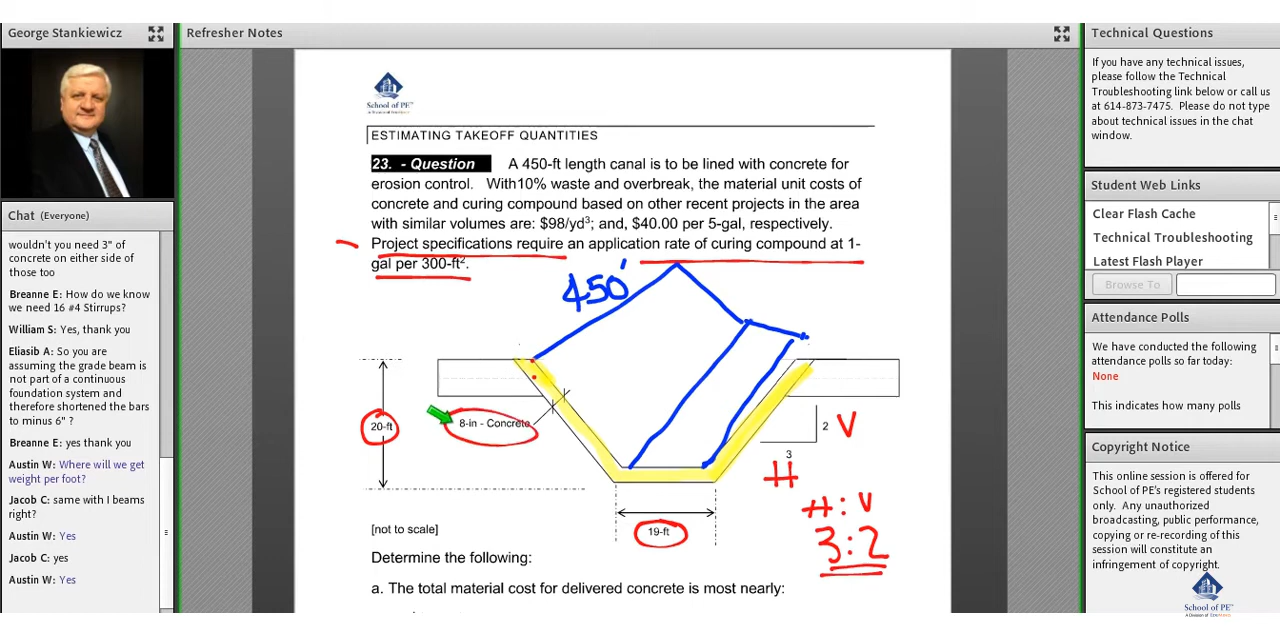 George Stankiewicz
Chat (Everyone)
wouldn't you need 3" of
concrete on either side of
those too
Breanne E: How do we know
we need 16 #4 Stirrups?
William S: Yes, thank you
Eliasib A: So you are
assuming the grade beam is
not part of a continuous
foundation system and
therefore shortened the bars
to minus 6" ?
Breanne E: yes thank you
Austin W: Where will we get
weight per foot?
Jacob C: same with I beams
right?
Austin W: Yes
Jacob C: yes
Austin W: Yes
Refresher Notes
School of PE™
ESTIMATING TAKEOFF QUANTITIES
23. - Question A 450-ft length canal is to be lined with concrete for
erosion control. With10% waste and overbreak, the material unit costs of
concrete and curing compound based on other recent projects in the area
with similar volumes are: $98/yd³; and, $40.00 per 5-gal, respectively.
Project specifications require an application rate of curing compound at 1-
gal per 300-ft².
450'
20-ft
8-in - Concrete
2 V
3
H
H : V
3:2
19-ft
[not to scale]
Determine the following:
a. The total material cost for delivered concrete is most nearly:
Technical Questions
If you have any technical issues,
please follow the Technical
Troubleshooting link below or call us
at 614-873-7475. Please do not type
about technical issues in the chat
window.
Student Web Links
Clear Flash Cache
Technical Troubleshooting
Latest Flash Player
Browse To
Attendance Polls
We have conducted the following
attendance polls so far today:
None
This indicates how many polls
Copyright Notice
This online session is offered for
School of PE's registered students
only. Any unauthorized
broadcasting, public performance,
copying or re-recording of this
session will constitute an
infringement of copyright.
School of PE™